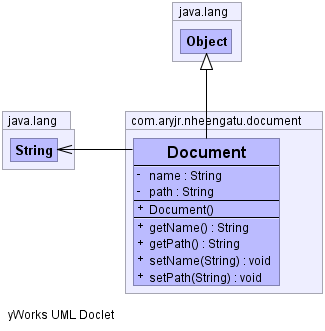 java.lang
Object
java.lang
String
com.aryjr.nheengatu.document
Document
- name : String
- path : String
+ Document()
+ getName() : String
+ getPath() : String
+ setName(String) : void
+ setPath(String) : void
yWorks UML Doclet